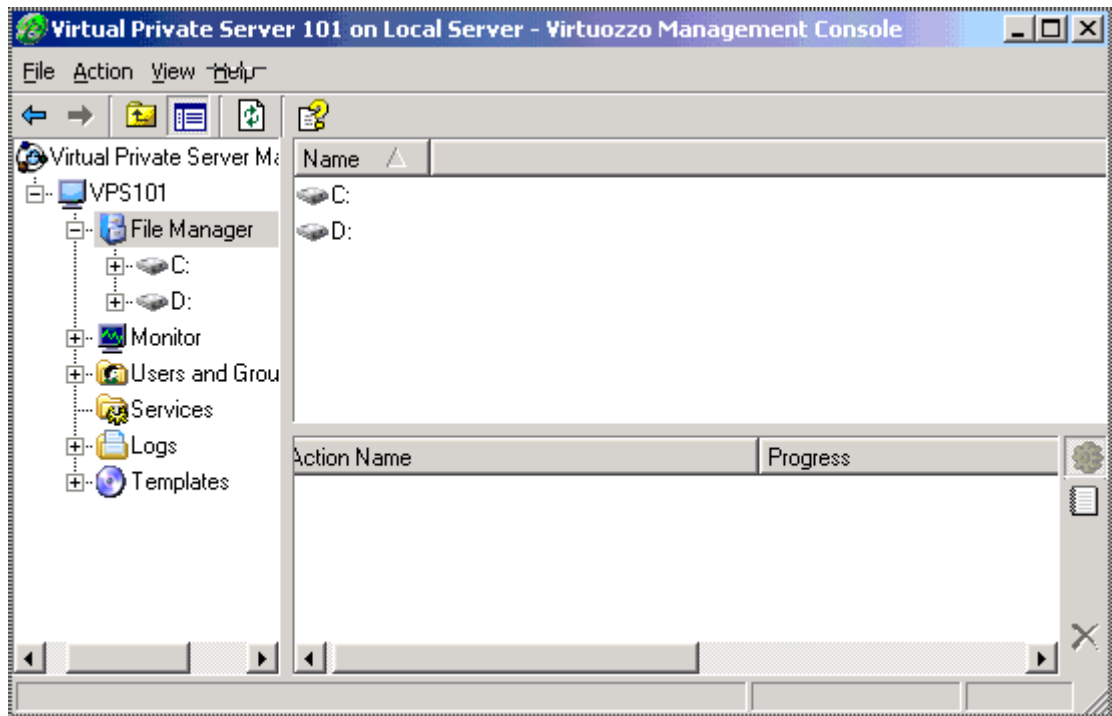 Virtual Private Server 101 on Local Server - Virtuozzo Management Console
File Action View Help
Virtual Private Server Ma
Name
VPS101
C:
File Manager
D:
C:
D:
Monitor
Users and Grou
Services
Logs
Action Name Progress
Templates